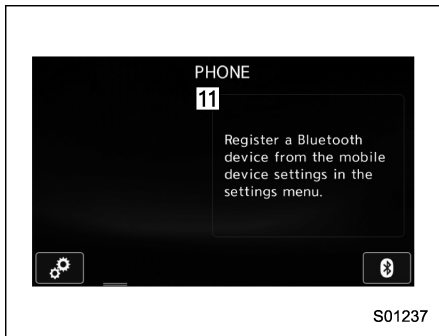 PHONE
11
Register a Bluetooth
device from the mobile
device settings in the
settings menu.
S01237